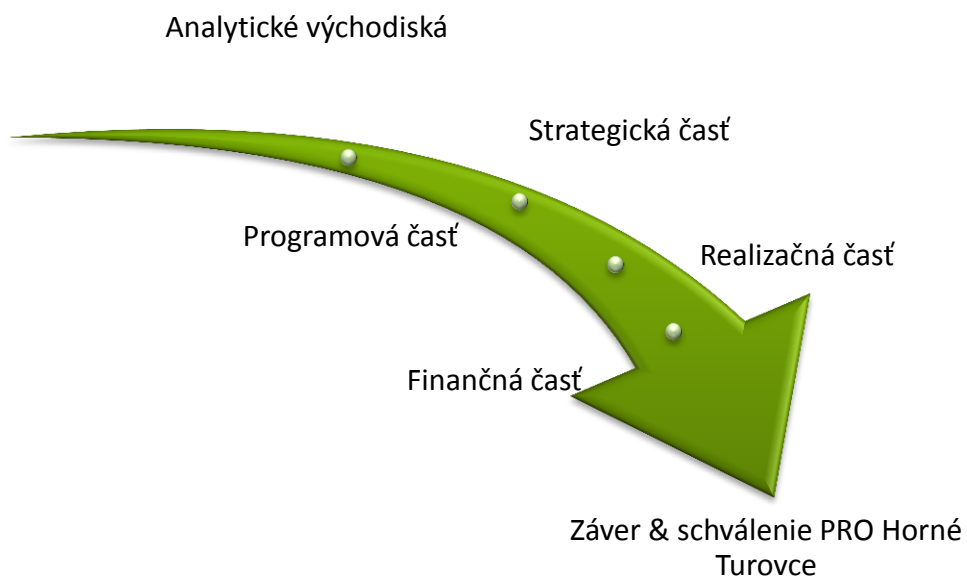 Analytické východiská
Strategická časť
Programová časť
Realizačná časť
Finančná časť
Záver & schválenie PRO Horné
Turovce